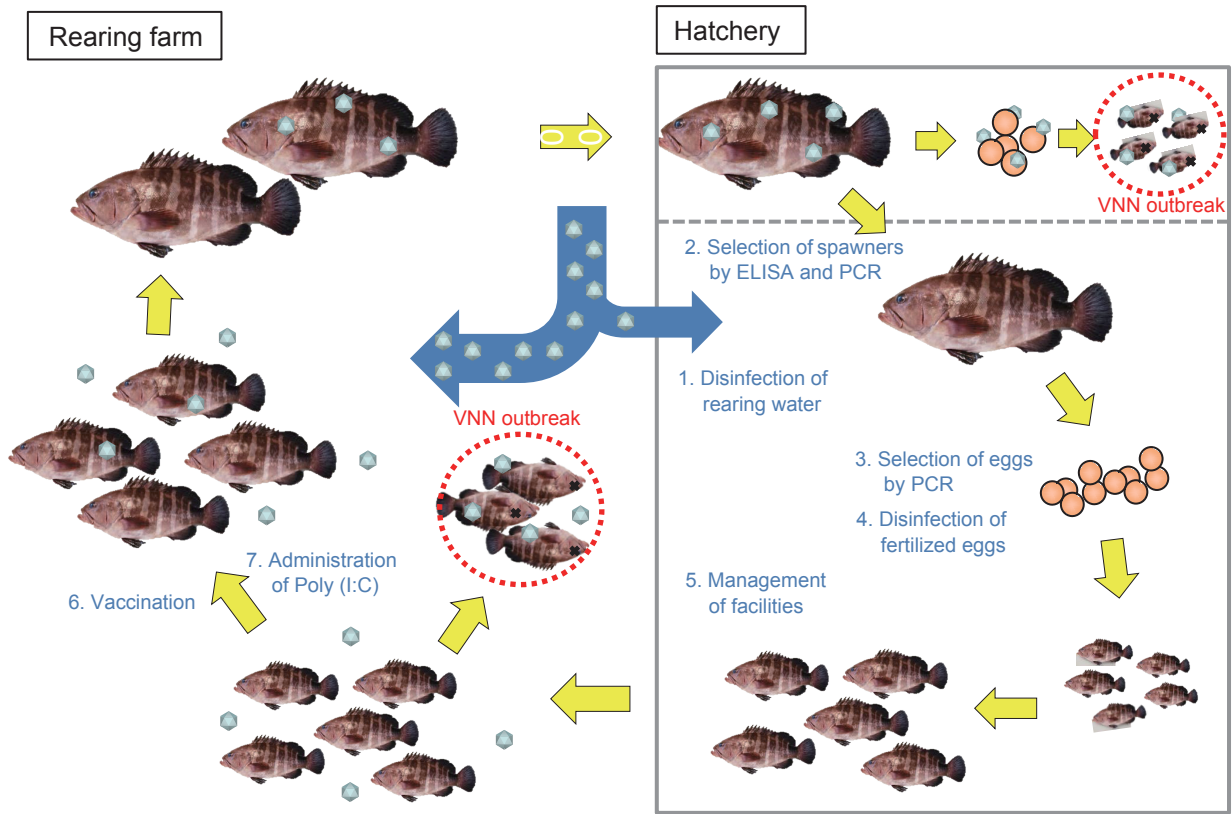 Rearing farm
Hatchery
VNN outbreak
2. Selection of spawners
by ELISA and PCR
1. Disinfection of
rearing water
VNN outbreak
3. Selection of eggs
by PCR
4. Disinfection of
fertilized eggs
7. Administration
of Poly (I:C)
6. Vaccination
5. Management
of facilities